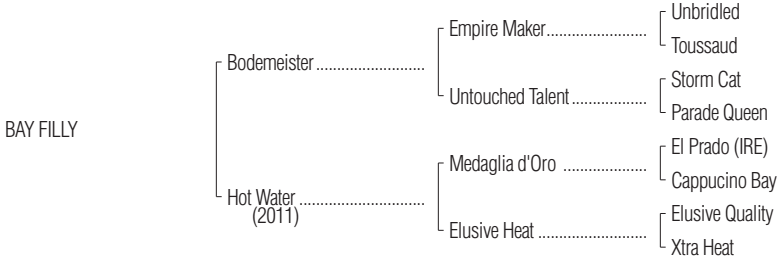 Unbridled
Empire Maker
Toussaud
Bodemeister
Storm Cat
Untouched Talent
Parade Queen
BAY FILLY
El Prado (IRE)
Medaglia d'Oro
Cappucino Bay
Hot Water
(2011)
Elusive Quality
Elusive Heat
Xtra Heat